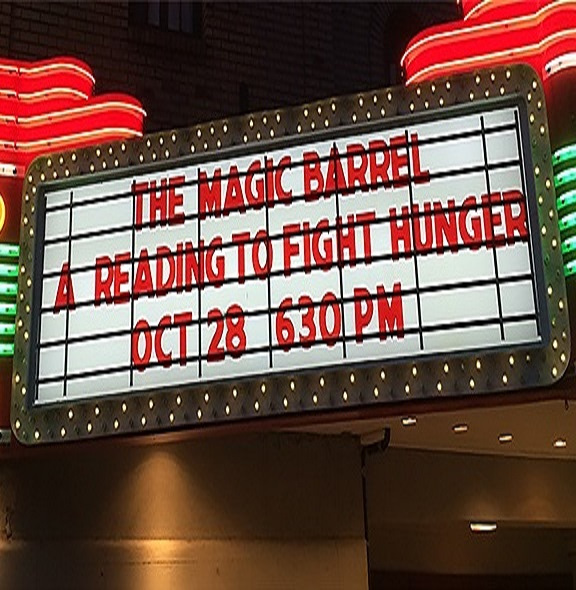 THE MAGIC BARREL
A READING TO FIGHT HUNGER
OCT 28 630 PM